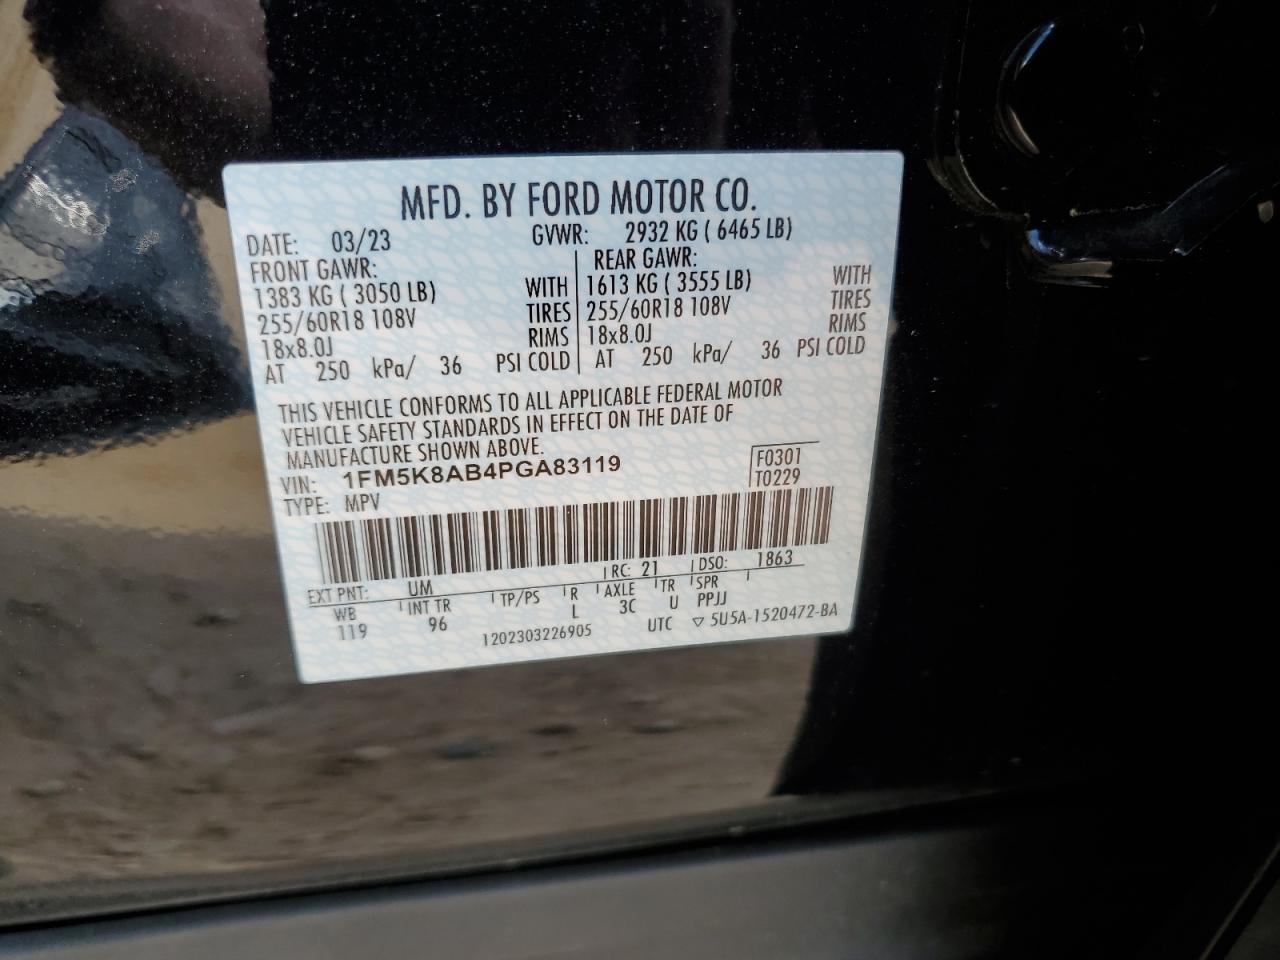 MFD. BY FORD MOTOR CO.
DATE: 03/23 GVWR: 2932 KG ( 6465 LB)
FRONT GAWR: REAR GAWR:
1383 KG ( 3050 LB) WITH 1613 KG ( 3555 LB) WITH
255/60R18 108V TIRES 255/60R18 108V TIRES
18x8.0J RIMS 18x8.0J RIMS
AT 250 kPa/ 36 PSI COLD AT 250 kPa/ 36 PSI COLD
THIS VEHICLE CONFORMS TO ALL APPLICABLE FEDERAL MOTOR
VEHICLE SAFETY STANDARDS IN EFFECT ON THE DATE OF
MANUFACTURE SHOWN ABOVE.
VIN: 1FM5K8AB4PGA83119 F0301
TYPE: MPV T0229
EXT PNT: UM RC: 21 DSO: 1863
WB INT TR TP/PS R AXLE TR SPR
119 96 L 3C U PPJJ
1202303226905 UTC ▽ 5U5A-1520472-BA